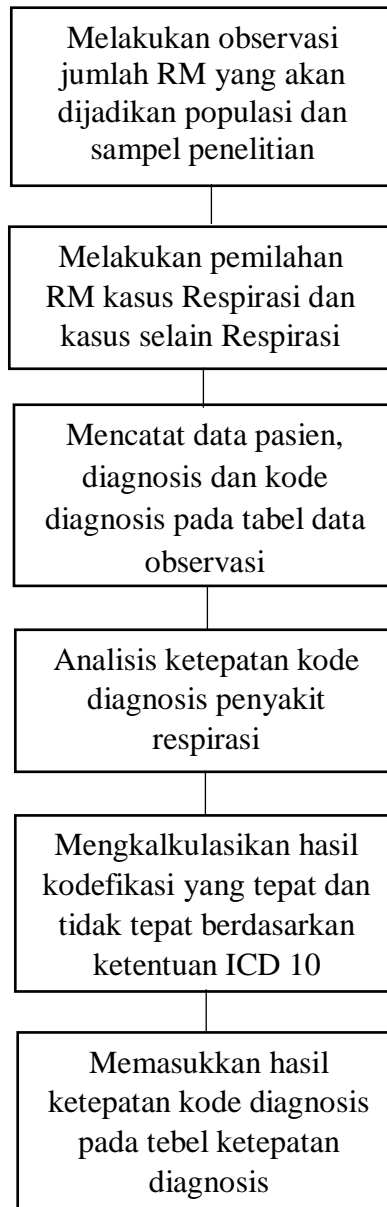 Melakukan observasi
jumlah RM yang akan
dijadikan populasi dan
sampel penelitian
Melakukan pemilahan
RM kasus Respirasi dan
kasus selain Respirasi
Mencatat data pasien,
diagnosis dan kode
diagnosis pada tabel data
observasi
Analisis ketepatan kode
diagnosis penyakit
respirasi
Mengkalkulasikan hasil
kodefikasi yang tepat dan
tidak tepat berdasarkan
ketentuan ICD 10
Memasukkan hasil
ketepatan kode diagnosis
pada tebel ketepatan
diagnosis